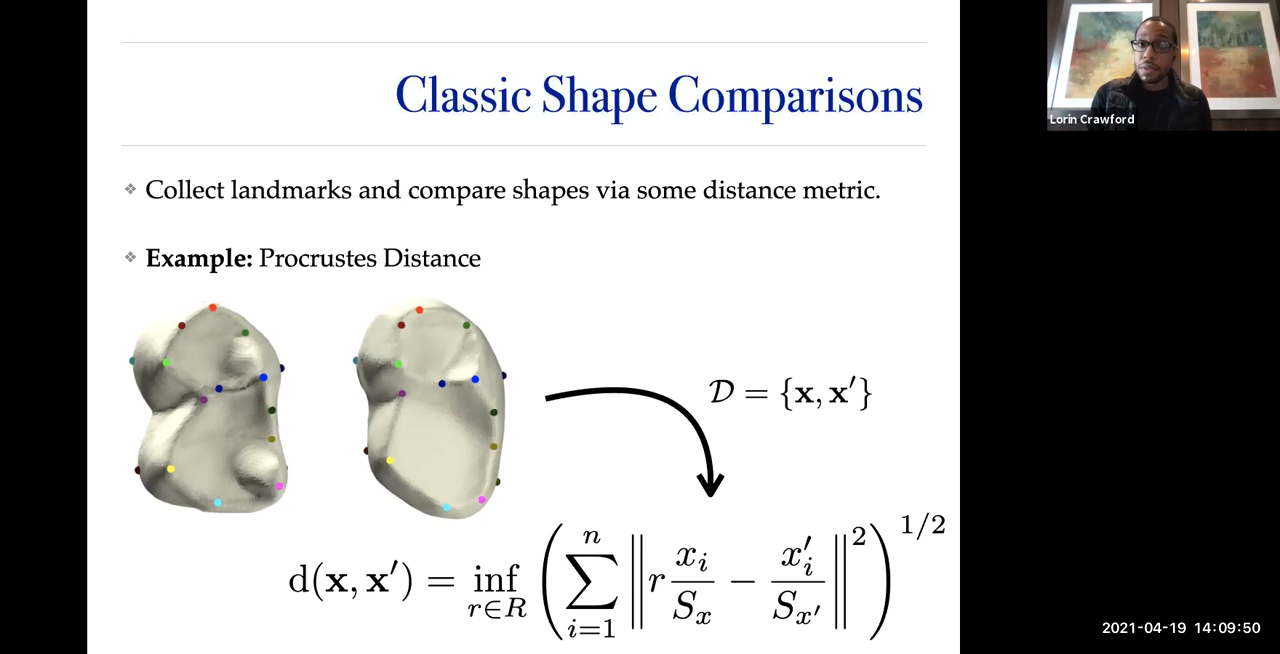 Classic Shape Comparisons
Lorin Crawford
❖ Collect landmarks and compare shapes via some distance metric.
❖ Example: Procrustes Distance
𝒟 = {𝐱, 𝐱′}
d(𝐱, 𝐱′) = inf_{r∈R} ( ∑_{i=1}^{n} ‖ r x_i/S_x − x′_i/S_{x′} ‖² )^{1/2}
2021-04-19 14:09:50